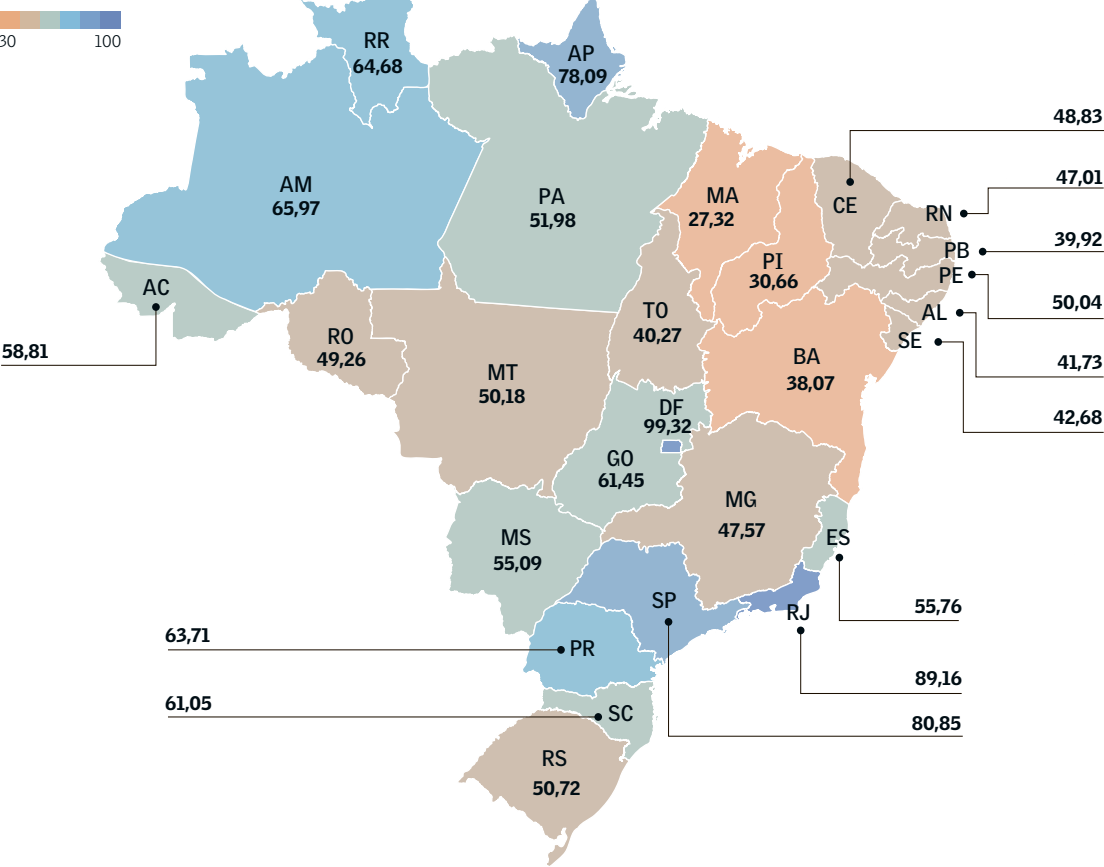 30 100
RR
64,68
AP
78,09
48,83
AM
65,97
PA
51,98
MA
27,32
CE
47,01
RN
PI
30,66
PB
39,92
PE
50,04
AC
58,81
RO
49,26
MT
50,18
TO
40,27
BA
38,07
AL
41,73
SE
42,68
DF
99,32
GO
61,45
MG
47,57
MS
55,09
ES
55,76
SP
80,85
RJ
89,16
63,71
PR
61,05
SC
RS
50,72